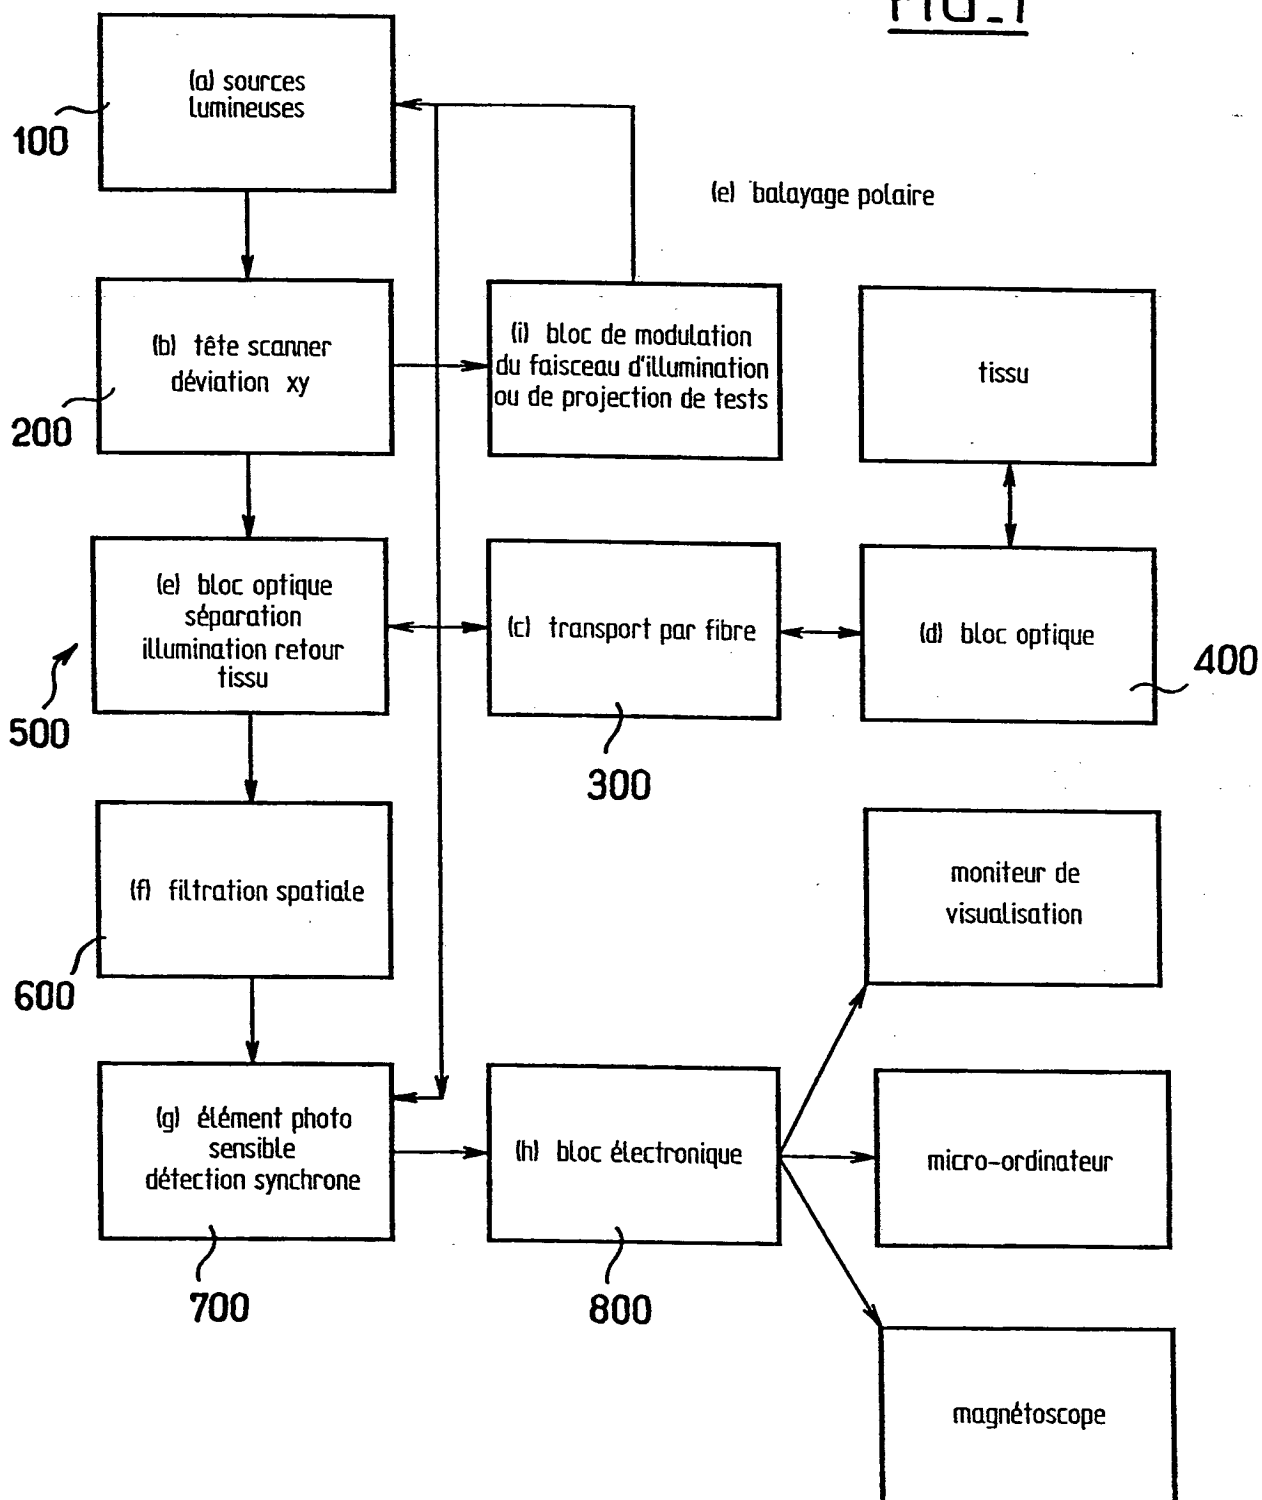 FIG_1
(a) sources
lumineuses
100
(e) balayage polaire
(b) tête scanner
déviation xy
200
(i) bloc de modulation
du faisceau d'illumination
ou de projection de tests
tissu
(e) bloc optique
séparation
illumination retour
tissu
500
(c) transport par fibre
300
(d) bloc optique
400
(f) filtration spatiale
600
moniteur de
visualisation
(g) élément photo
sensible
détection synchrone
700
(h) bloc électronique
800
micro-ordinateur
magnétoscope